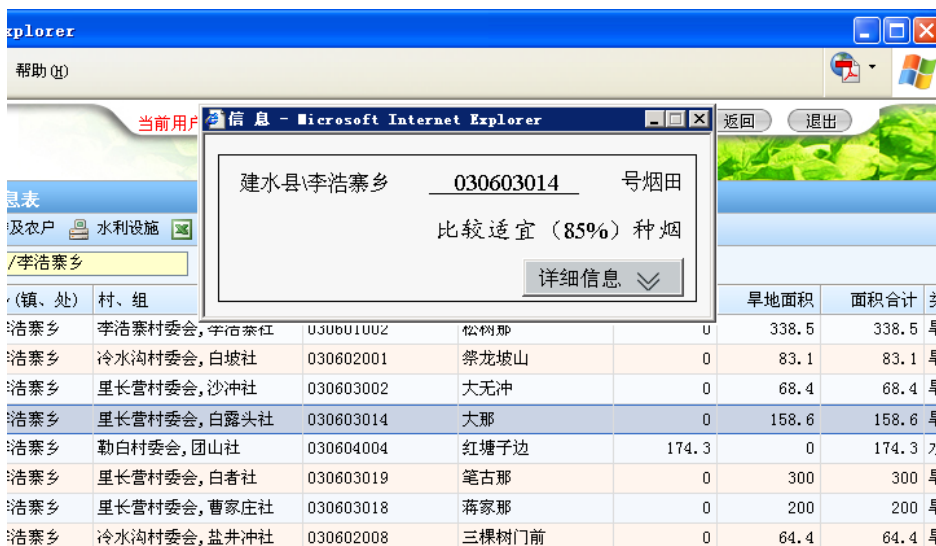 xplorer
帮助(H)
当前用户
信 息 - Microsoft Internet Explorer
返回 退出
建水县\李浩寨乡 030603014 号烟田
比较适宜（85%）种烟
详细信息
息表
及农户 水利设施
/李浩寨乡
(镇、处) 村、组 旱地面积 面积合计
浩寨乡 李浩寨村委会,李浩寨社 030601002 松树那 0 338.5 338.5
浩寨乡 冷水沟村委会,白坡社 030602001 祭龙坡山 0 83.1 83.1
浩寨乡 里长营村委会,沙冲社 030603002 大无冲 0 68.4 68.4
浩寨乡 里长营村委会,白露头社 030603014 大那 0 158.6 158.6
浩寨乡 勒白村委会,团山社 030604004 红塘子边 174.3 0 174.3
浩寨乡 里长营村委会,白者社 030603019 笔古那 0 300 300
浩寨乡 里长营村委会,曹家庄社 030603018 蒋家那 0 200 200
浩寨乡 冷水沟村委会,盐井冲社 030602008 三棵树门前 0 64.4 64.4